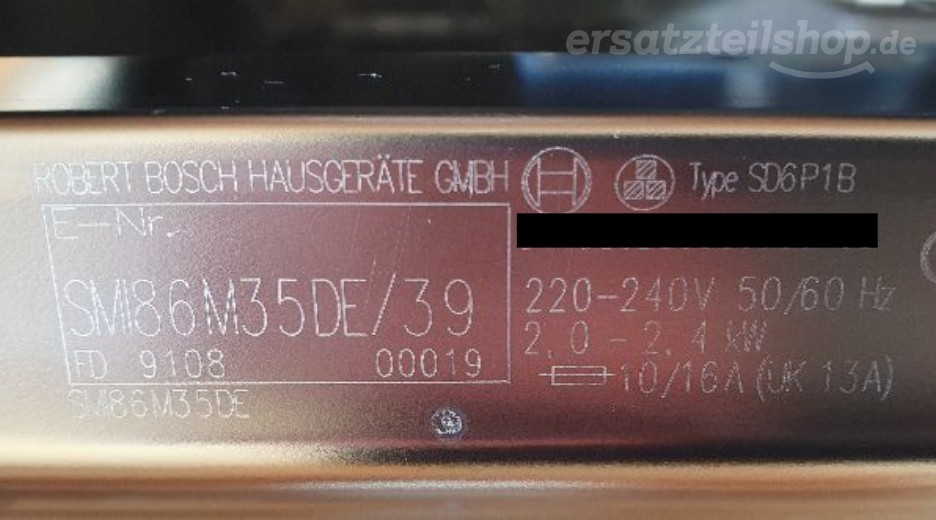 ersatzteilshop.de
ROBERT BOSCH HAUSGERÄTE GMBH
Type SD6P1B
E-Nr.
SMI86M35DE/39
FD 9108 00019
SMI86M35DE
220-240V 50/60 Hz
2,0 - 2,4 kW
10/16A (UK 13A)